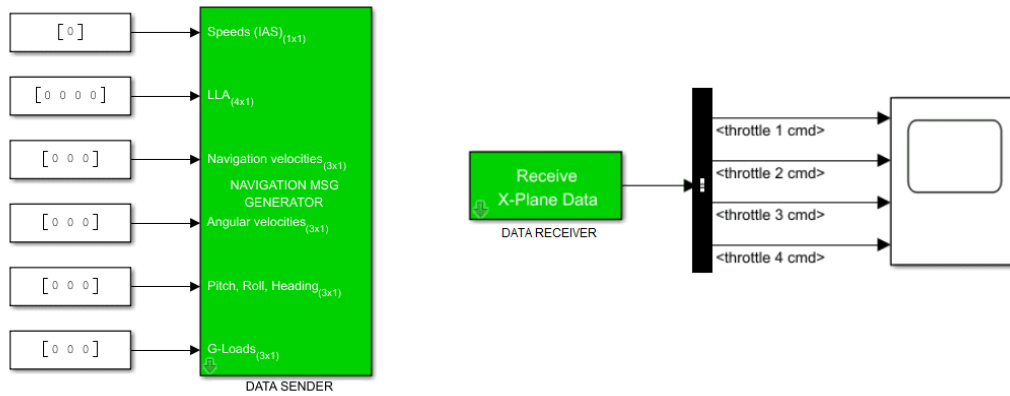 [0]
Speeds (IAS)(1x1)
[0 0 0 0]
LLA(4x1)
[0 0 0]
Navigation velocities(3x1)
NAVIGATION MSG
GENERATOR
[0 0 0]
Angular velocities(3x1)
[0 0 0]
Pitch, Roll, Heading(3x1)
[0 0 0]
G-Loads(3x1)
DATA SENDER
Receive
X-Plane Data
DATA RECEIVER
<throttle 1 cmd>
<throttle 2 cmd>
<throttle 3 cmd>
<throttle 4 cmd>